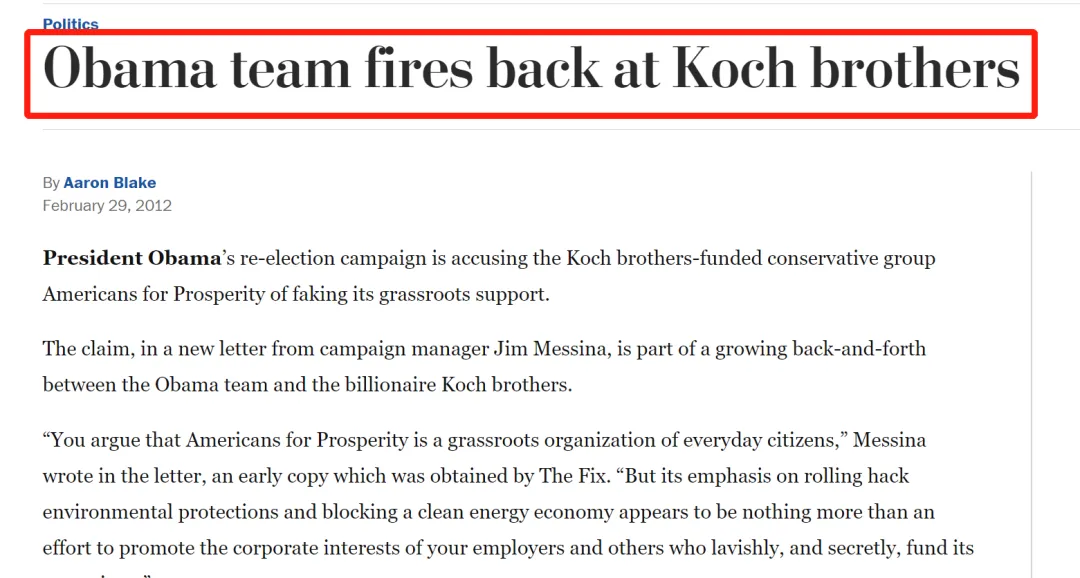 Politics
Obama team fires back at Koch brothers
By Aaron Blake
February 29, 2012
President Obama’s re-election campaign is accusing the Koch brothers-funded conservative group
Americans for Prosperity of faking its grassroots support.
The claim, in a new letter from campaign manager Jim Messina, is part of a growing back-and-forth
between the Obama team and the billionaire Koch brothers.
“You argue that Americans for Prosperity is a grassroots organization of everyday citizens,” Messina
wrote in the letter, an early copy which was obtained by The Fix. “But its emphasis on rolling hack
environmental protections and blocking a clean energy economy appears to be nothing more than an
effort to promote the corporate interests of your employers and others who lavishly, and secretly, fund its